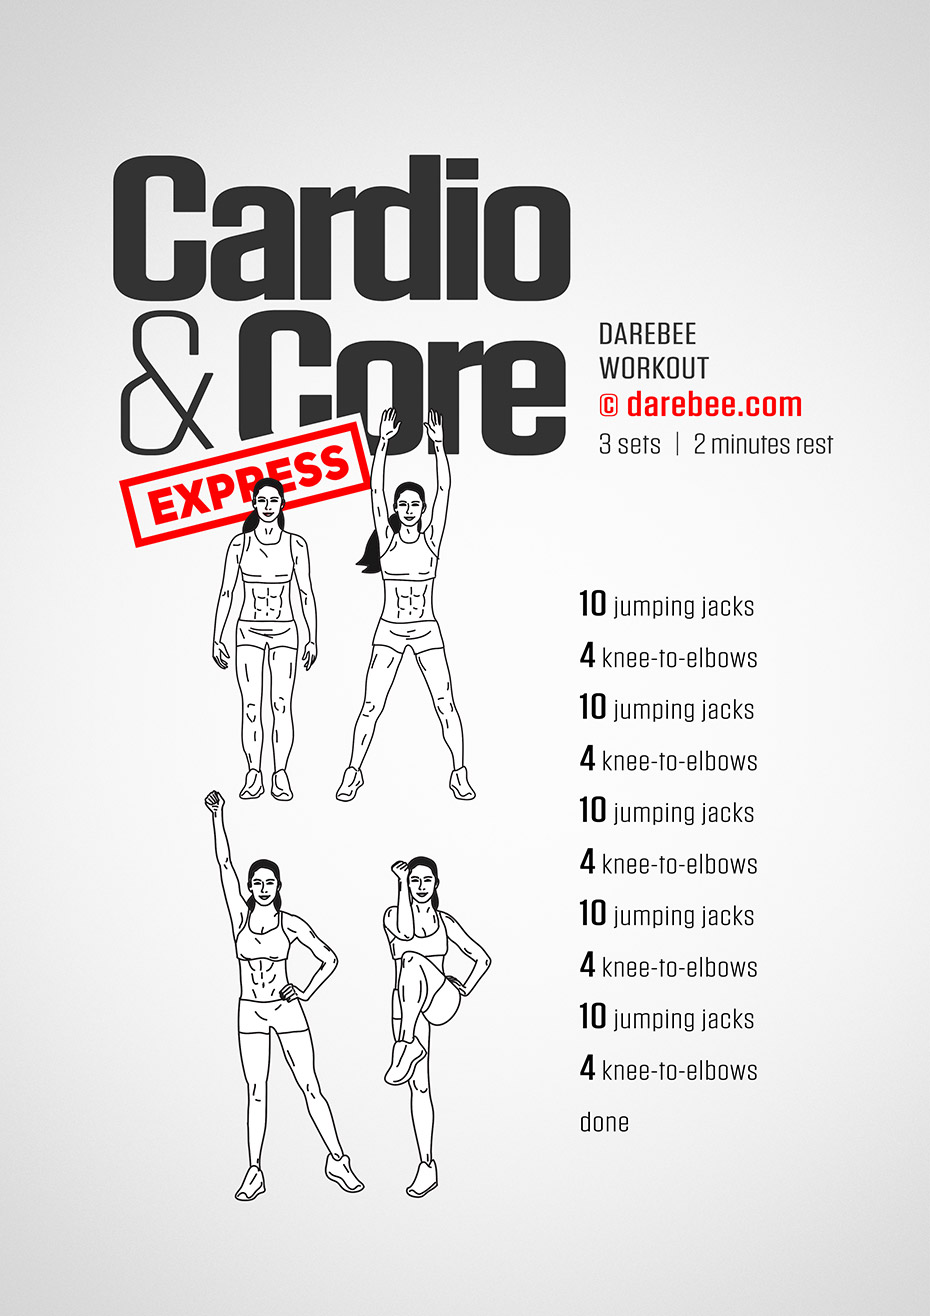 Cardio
& Core
EXPRESS
DAREBEE
WORKOUT
© darebee.com
3 sets | 2 minutes rest
10 jumping jacks
4 knee-to-elbows
10 jumping jacks
4 knee-to-elbows
10 jumping jacks
4 knee-to-elbows
10 jumping jacks
4 knee-to-elbows
10 jumping jacks
4 knee-to-elbows
done